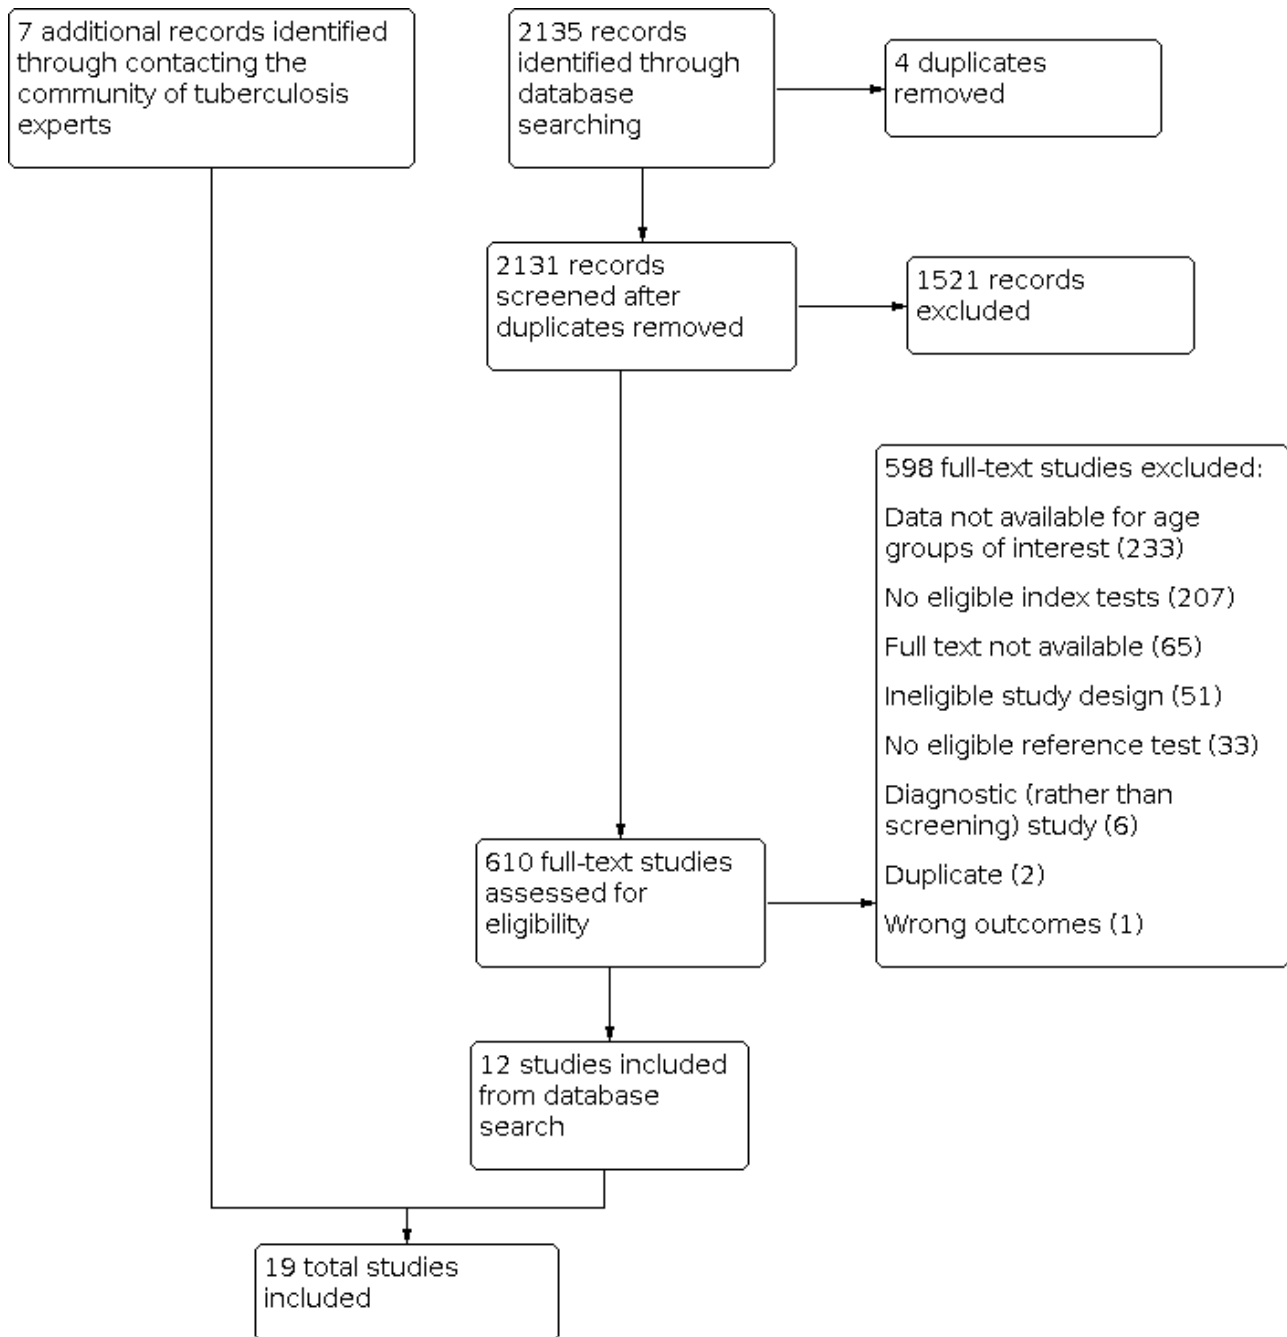 7 additional records identified
through contacting the
community of tuberculosis
experts
2135 records
identified through
database
searching
4 duplicates
removed
2131 records
screened after
duplicates removed
1521 records
excluded
598 full-text studies excluded:
Data not available for age
groups of interest (233)
No eligible index tests (207)
Full text not available (65)
Ineligible study design (51)
No eligible reference test (33)
Diagnostic (rather than
screening) study (6)
Duplicate (2)
Wrong outcomes (1)
610 full-text studies
assessed for
eligibility
12 studies included
from database
search
19 total studies
included